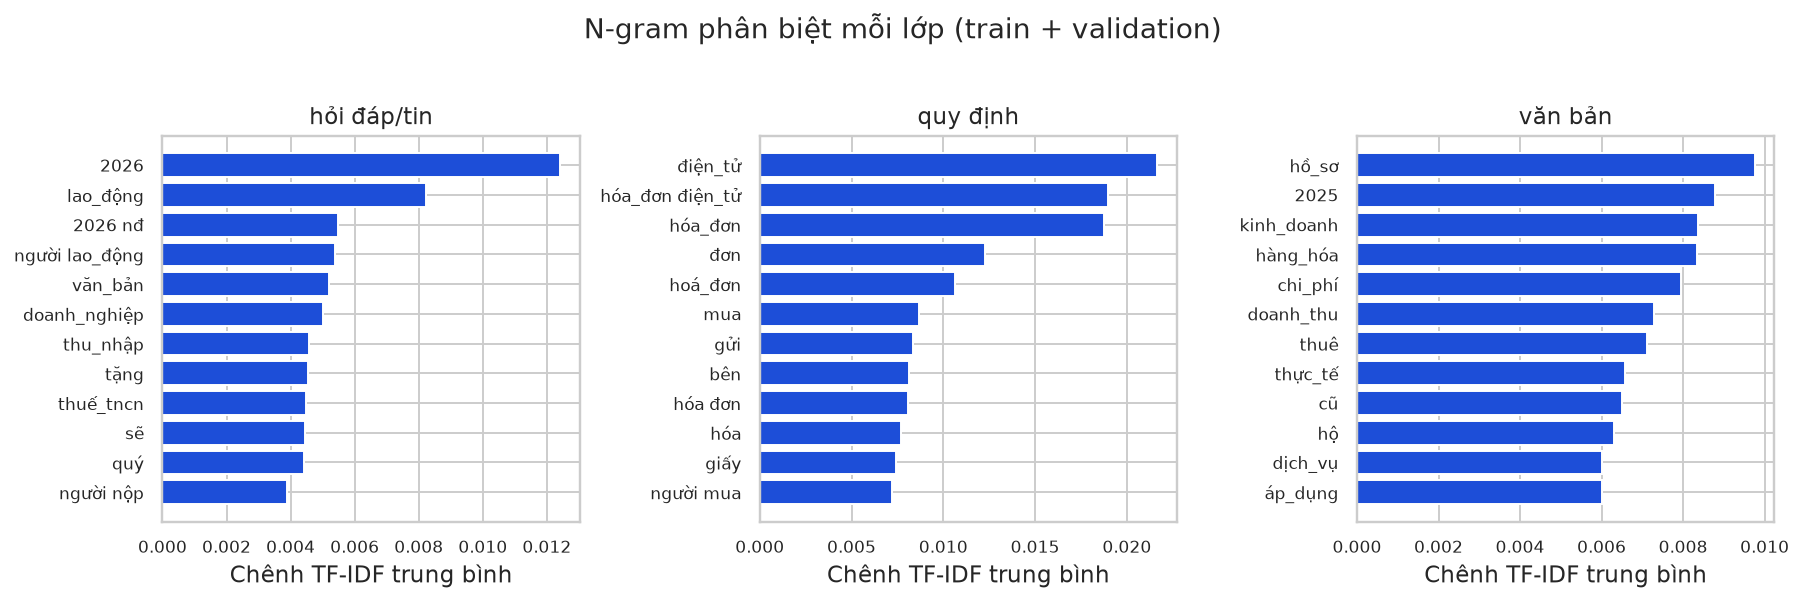 N-gram phân biệt mỗi lớp (train + validation)
hỏi đáp/tin
2026
lao_động
2026 nđ
người lao_động
văn_bản
doanh_nghiệp
thu_nhập
tặng
thuế_tncn
sẽ
quý
người nộp
0.000 0.002 0.004 0.006 0.008 0.010 0.012
Chênh TF-IDF trung bình
quy định
điện_tử
hóa_đơn điện_tử
hóa_đơn
đơn
hoá_đơn
mua
gửi
bên
hóa đơn
hóa
giấy
người mua
0.000 0.005 0.010 0.015 0.020
Chênh TF-IDF trung bình
văn bản
hồ_sơ
2025
kinh_doanh
hàng_hóa
chi_phí
doanh_thu
thuê
thực_tế
cũ
hộ
dịch_vụ
áp_dụng
0.000 0.002 0.004 0.006 0.008 0.010
Chênh TF-IDF trung bình